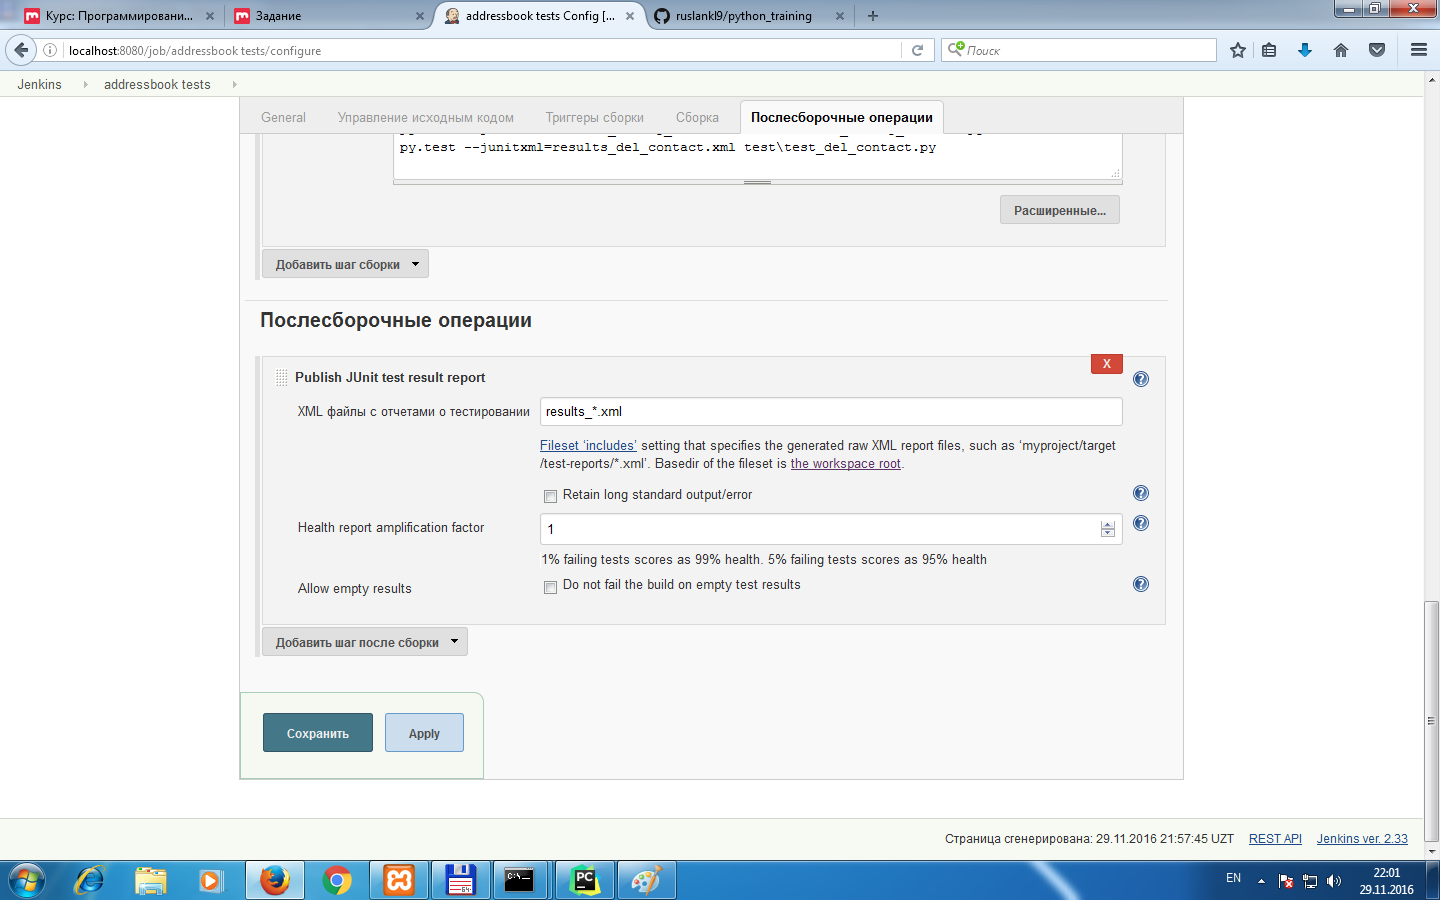 Курс: Программировани...
Задание
addressbook tests Config [...
ruslankl9/python_training
localhost:8080/job/addressbook tests/configure
Поиск
Jenkins
addressbook tests
General
Управление исходным кодом
Триггеры сборки
Сборка
Послесборочные операции
py.test --junitxml=results_del_contact.xml test\test_del_contact.py
Расширенные...
Добавить шаг сборки
Послесборочные операции
X
Publish JUnit test result report
XML файлы с отчетами о тестировании
results_*.xml
Fileset ‘includes’ setting that specifies the generated raw XML report files, such as ‘myproject/target
/test-reports/*.xml’. Basedir of the fileset is the workspace root.
Retain long standard output/error
Health report amplification factor
1
1% failing tests scores as 99% health. 5% failing tests scores as 95% health
Allow empty results
Do not fail the build on empty test results
Добавить шаг после сборки
Сохранить
Apply
Страница сгенерирована: 29.11.2016 21:57:45 UZT
REST API
Jenkins ver. 2.33
64
C:\_
PC
EN
22:01
29.11.2016